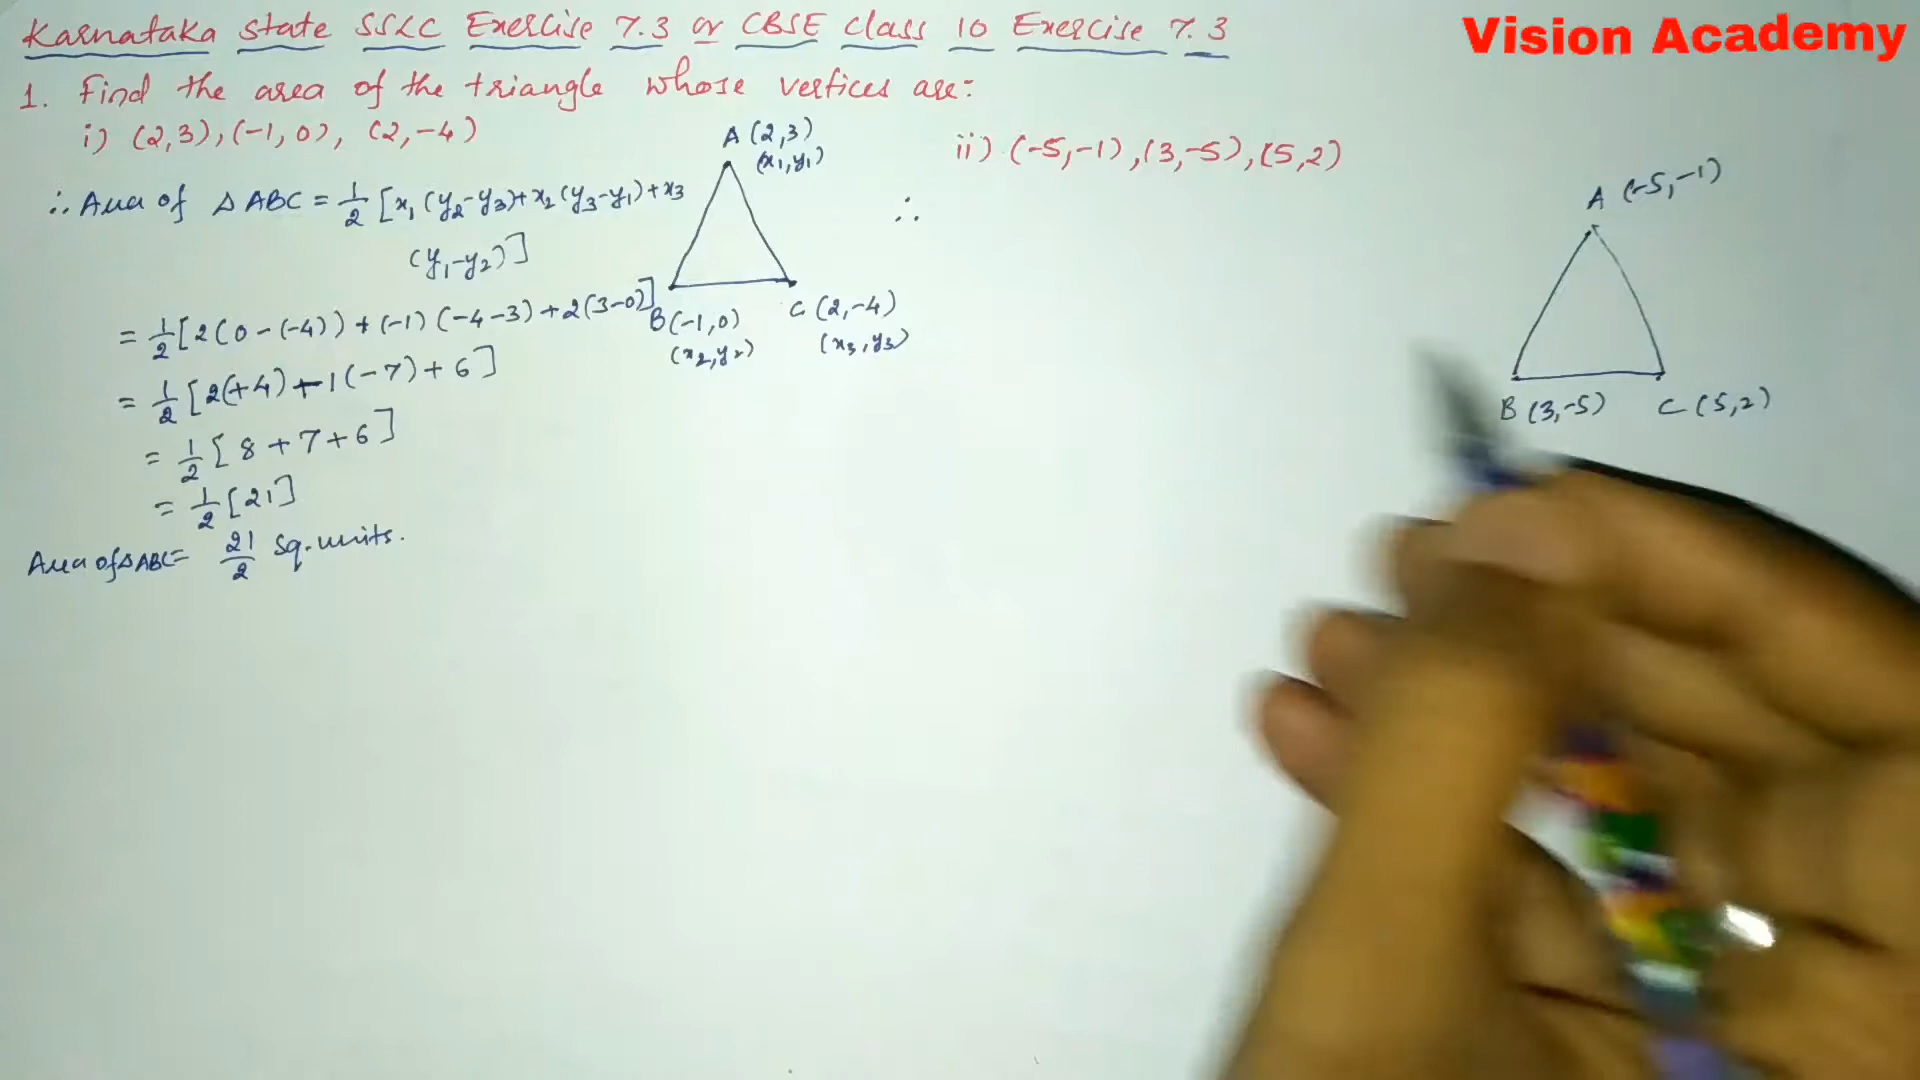 Karnataka State SSLC Exercise 7.3 or CBSE Class 10 Exercise 7.3
Vision Academy
1. Find the area of the triangle whose vertices are:
i) (2,3), (-1,0), (2,-4)
∴ Area of △ABC = 1/2 [x₁(y₂-y₃)+x₂(y₃-y₁)+x₃
(y₁-y₂)]
= 1/2 [2(0-(-4)) + (-1)(-4-3)+2(3-0)]
= 1/2 [2(+4) + -1(-7)+6]
= 1/2 [8+7+6]
= 1/2 [21]
Area of △ABC = 21/2 Sq.units.
A (2,3)
(x₁,y₁)
B(-1,0)
(x₂,y₂)
C (2,-4)
(x₃,y₃)
ii) (-5,-1),(3,-5),(5,2)
∴
A (-5,-1)
B (3,-5)
C (5,2)